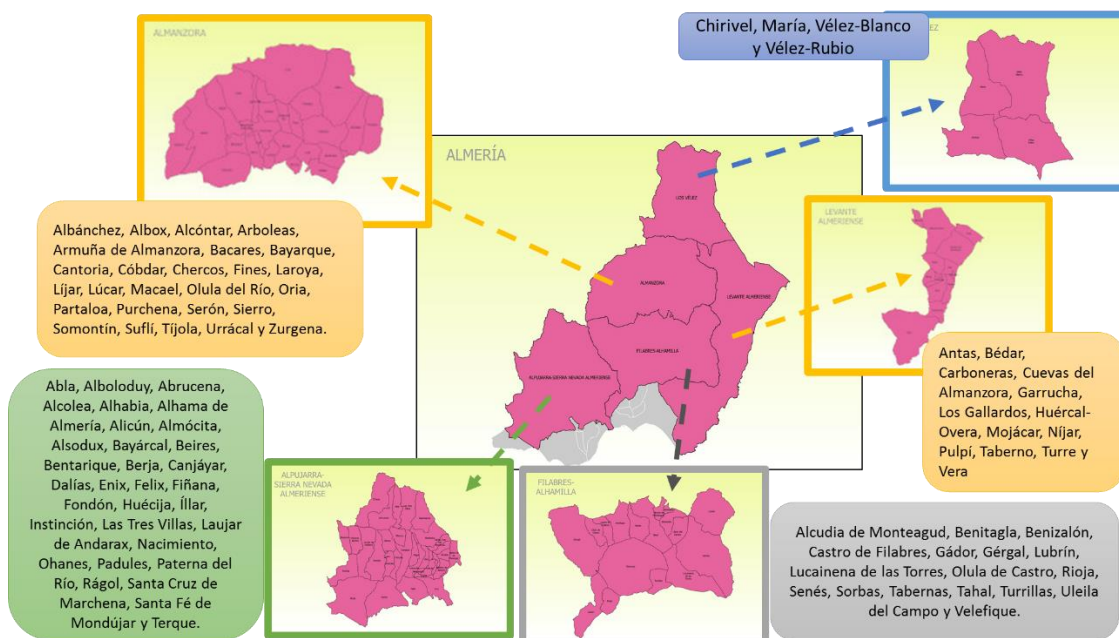 ALMANZORA
Chirivel, María, Vélez-Blanco
y Vélez-Rubio
ALMERÍA
LOS VÉLEZ
ALMANZORA
LEVANTE ALMERIENSE
FILABRES-ALHAMILLA
ALPUJARRA-SIERRA NEVADA ALMERIENSE
LEVANTE
ALMERIENSE
Albánchez, Albox, Alcóntar, Arboleas,
Armuña de Almanzora, Bacares, Bayarque,
Cantoria, Cóbdar, Chercos, Fines, Laroya,
Líjar, Lúcar, Macael, Olula del Río, Oria,
Partaloa, Purchena, Serón, Sierro,
Somontín, Suflí, Tíjola, Urrácal y Zurgena.
Antas, Bédar,
Carboneras, Cuevas del
Almanzora, Garrucha,
Los Gallardos, Huércal-
Overa, Mojácar, Níjar,
Pulpí, Taberno, Turre y
Vera
Abla, Alboloduy, Abrucena,
Alcolea, Alhabia, Alhama de
Almería, Alicún, Almócita,
Alsodux, Bayárcal, Beires,
Bentarique, Berja, Canjáyar,
Dalías, Enix, Felix, Fiñana,
Fondón, Huécija, Íllar,
Instinción, Las Tres Villas, Laujar
de Andarax, Nacimiento,
Ohanes, Padules, Paterna del
Río, Rágol, Santa Cruz de
Marchena, Santa Fé de
Mondújar y Terque.
ALPUJARRA-
SIERRA NEVADA
ALMERIENSE
FILABRES-
ALHAMILLA
Alcudia de Monteagud, Benitagla, Benizalón,
Castro de Filabres, Gádor, Gérgal, Lubrín,
Lucainena de las Torres, Olula de Castro, Rioja,
Senés, Sorbas, Tabernas, Tahal, Turrillas, Uleila
del Campo y Velefique.